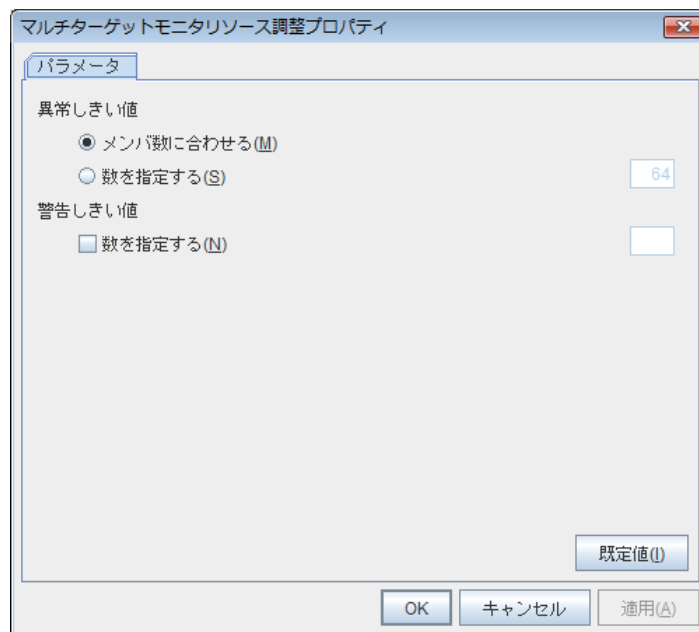 マルチターゲットモニタリソース調整プロパティ
パラメータ
異常しきい値
メンバ数に合わせる(M)
数を指定する(S) 64
警告しきい値
数を指定する(N)
既定値(I)
OK キャンセル 適用(A)